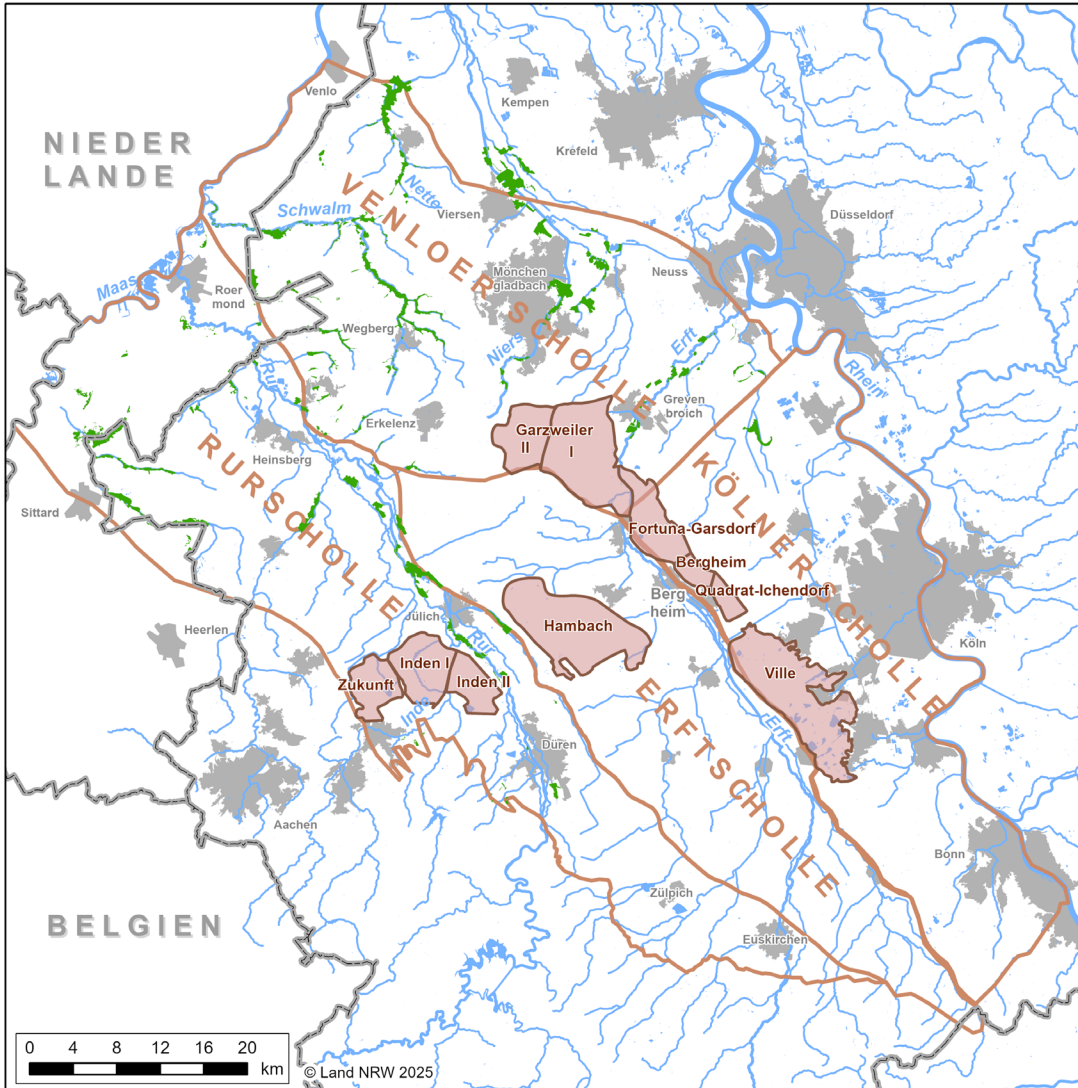 Venlo
Kempen
Krefeld
NIEDER
LANDE
VENLOER SCHOLLE
Nette
Schwalm
Viersen
Düsseldorf
Neuss
Mönchen
gladbach
Maas
Roer
mond
Wegberg
Niers
Erft
Rhein
Rur
Greven
broich
Erkelenz
Garzweiler
II
I
Heinsberg
RURSCHOLLE
KÖLNER SCHOLLE
Sittard
Fortuna-Garsdorf
Bergheim
Quadrat-Ichendorf
Berg
heim
Hambach
Jülich
Rur
Heerlen
Köln
Inden I
Zukunft
Inden II
Ville
Inde
ERFTSCHOLLE
Erft
Düren
Aachen
Bonn
Zülpich
BELGIEN
Euskirchen
0 4 8 12 16 20
km
© Land NRW 2025